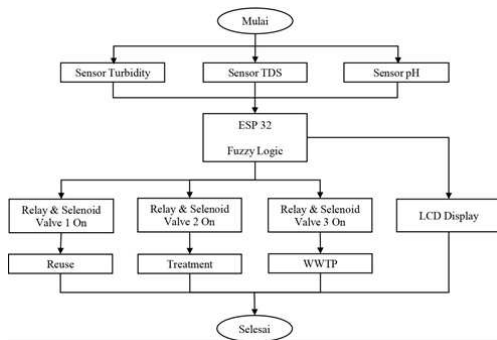 Mulai
Sensor Turbidity
Sensor TDS
Sensor pH
ESP 32
Fuzzy Logic
Relay & Selenoid
Valve 1 On
Relay & Selenoid
Valve 2 On
Relay & Selenoid
Valve 3 On
LCD Display
Reuse
Treatment
WWTP
Selesai